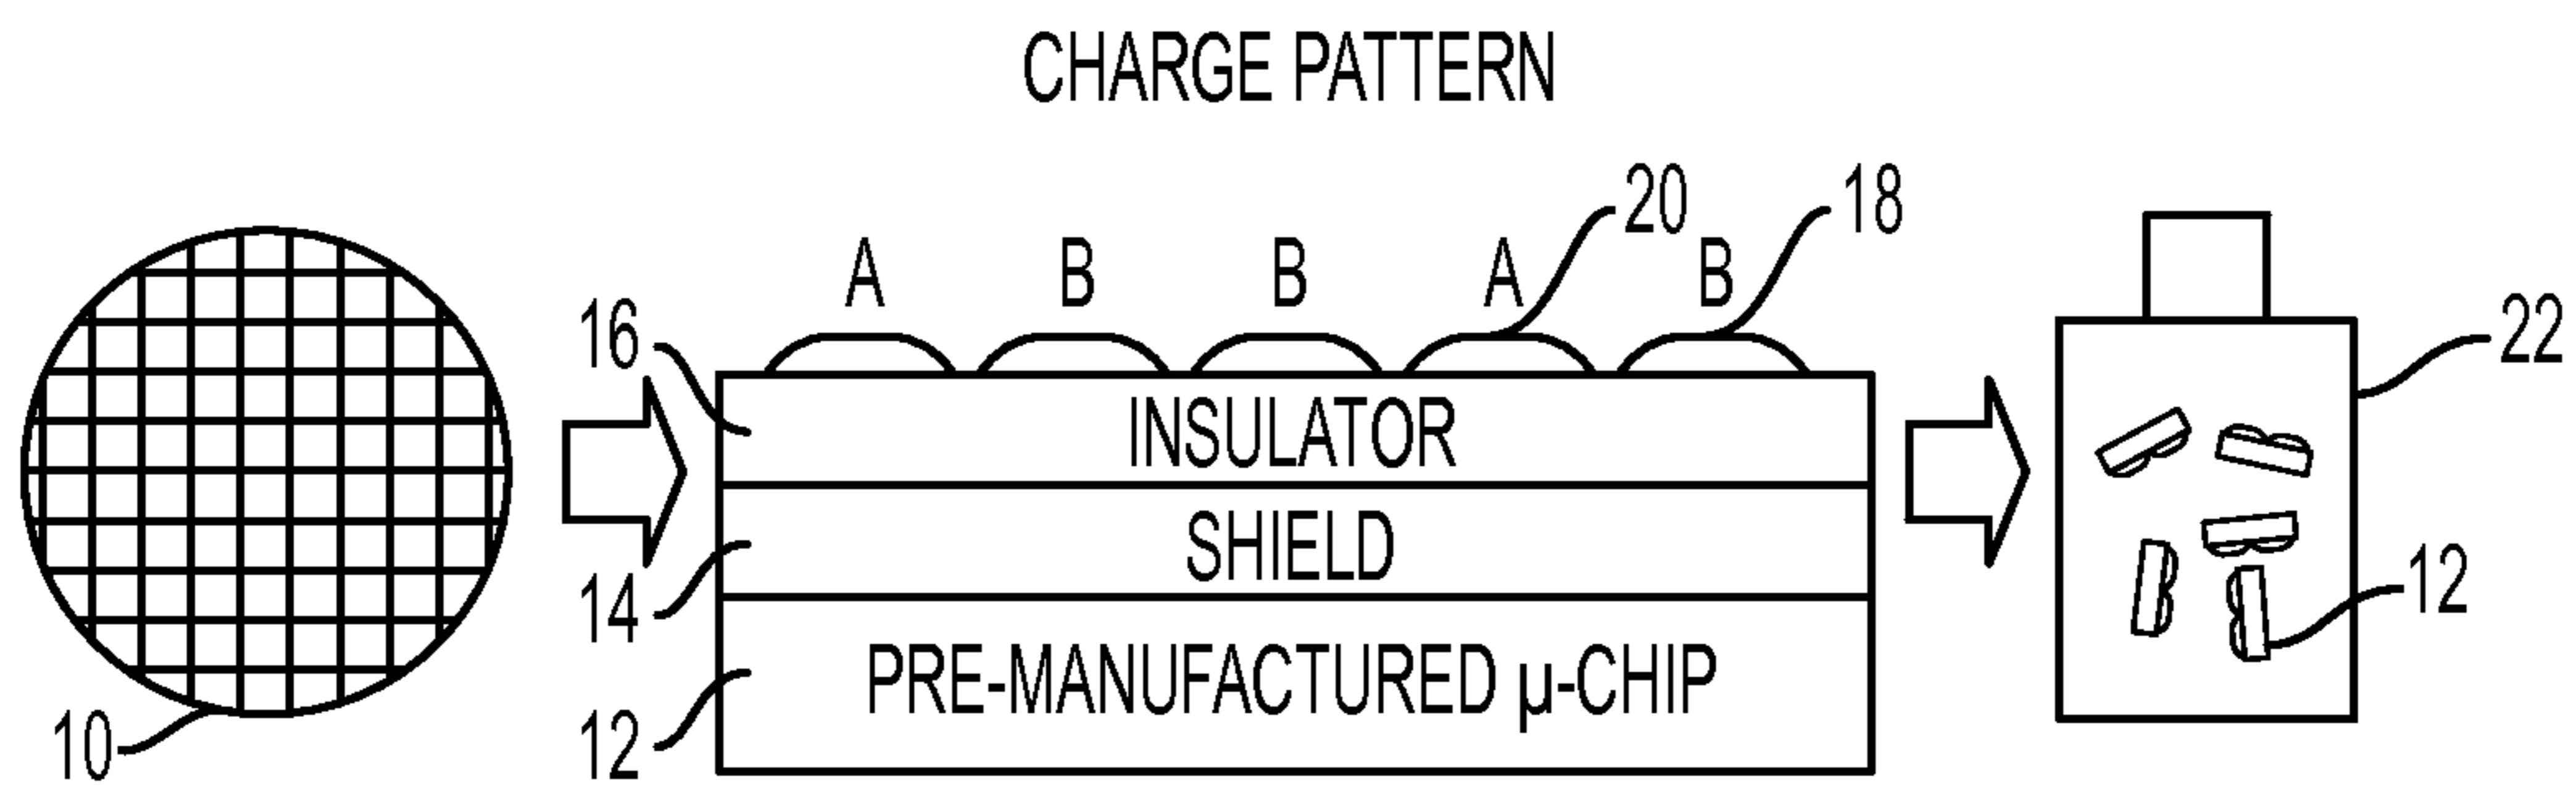 CHARGE PATTERN
20 18
A B B A B
16 22
INSULATOR
SHIELD
14 12
PRE-MANUFACTURED µ-CHIP
10 12